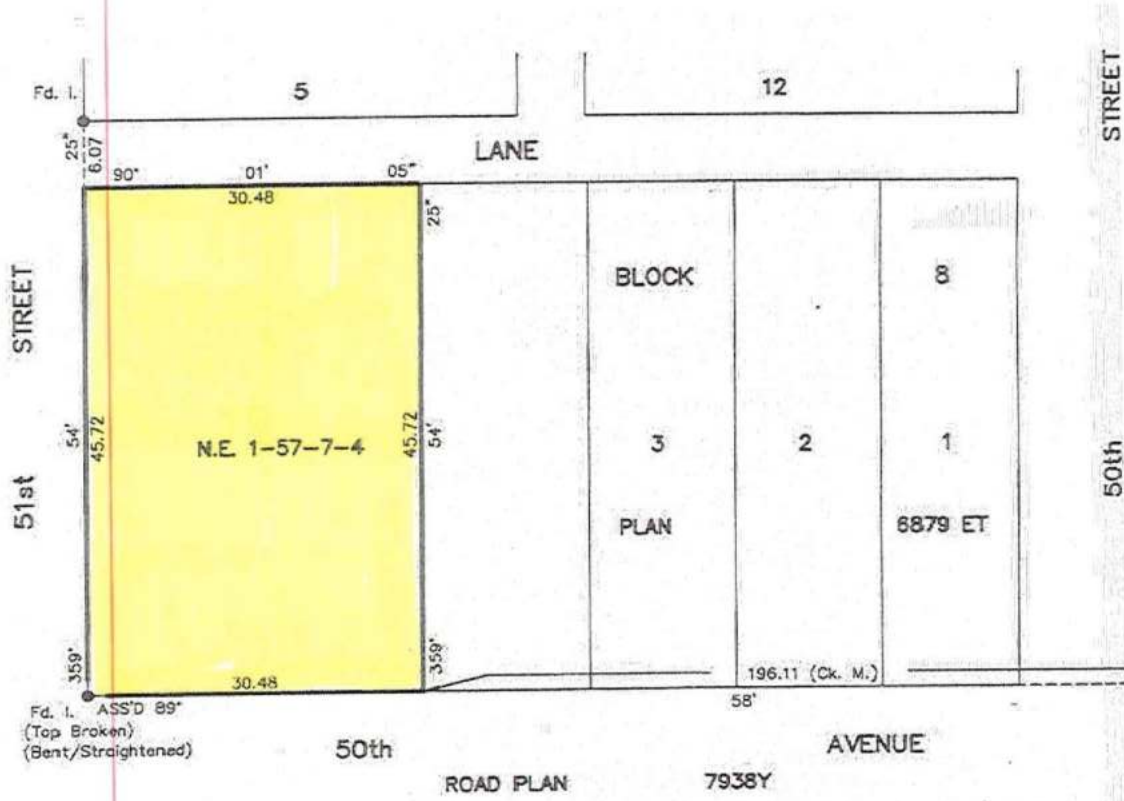 5
12
Fd. I.
STREET
25"
6.07
LANE
90° 01' 05"
30.48
25"
STREET
BLOCK
8
54'
45.72
N.E. 1-57-7-4
45.72
54'
3
2
1
50th
51st
PLAN
6879 ET
359°
359°
30.48
196.11 (Ck. M.)
58'
Fd. I. ASS'D 89°
(Top Broken)
(Bent/Straightened)
50th
AVENUE
ROAD PLAN 7938Y